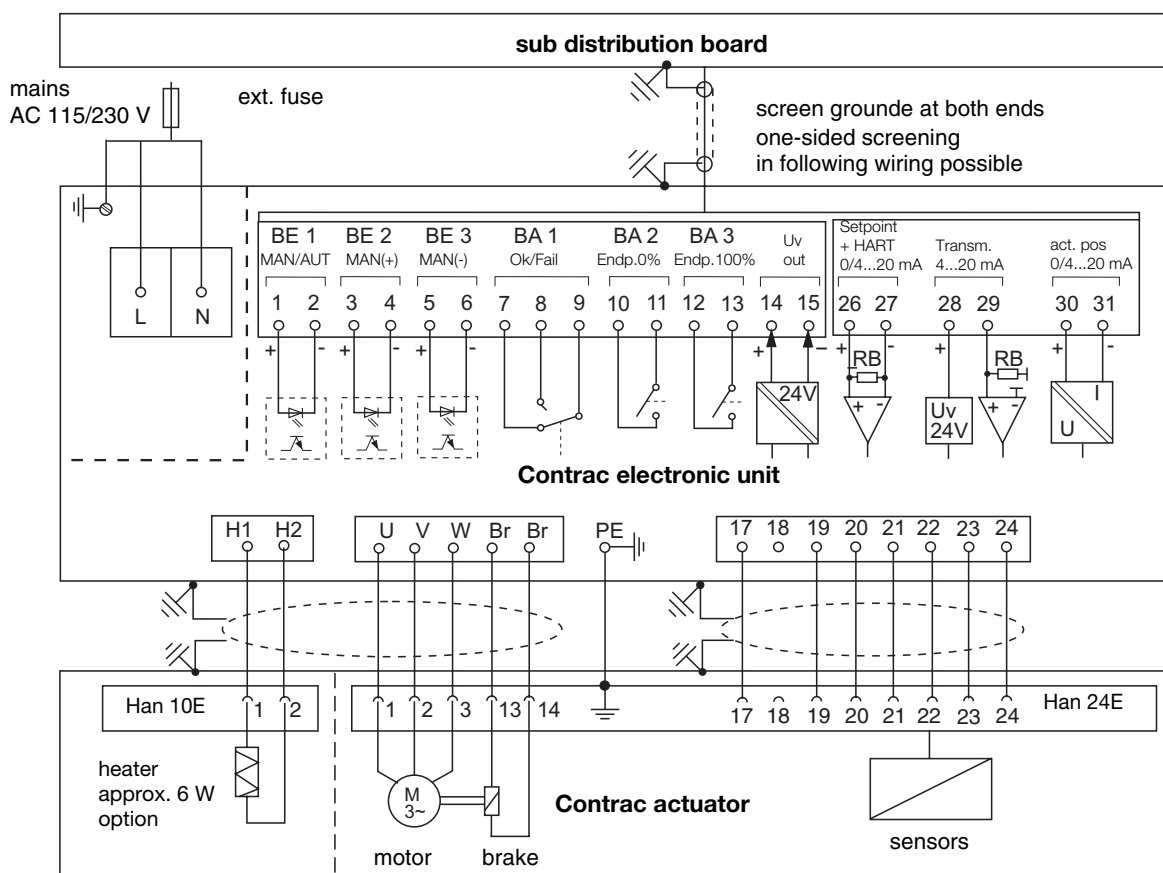 sub distribution board
mains
AC 115/230 V
ext. fuse
screen grounde at both ends
one-sided screening
in following wiring possible
L N
BE 1 BE 2 BE 3 BA 1 BA 2 BA 3 Uv
MAN/AUT MAN(+) MAN(-) Ok/Fail Endp.0% Endp.100% out
Setpoint
+ HART Transm. act. pos
0/4...20 mA 4...20 mA 0/4...20 mA
1 2 3 4 5 6 7 8 9 10 11 12 13 14 15 26 27 28 29 30 31
+ - + - + - + - + - + + -
RB RB
24V
+ - + -
Uv
24V
I
U
Contrac electronic unit
H1 H2
U V W Br Br
PE
17 18 19 20 21 22 23 24
Han 10E
1 2
1 2 3 13 14
17 18 19 20 21 22 23 24
Han 24E
heater
approx. 6 W
option
M
3~
motor
brake
Contrac actuator
sensors